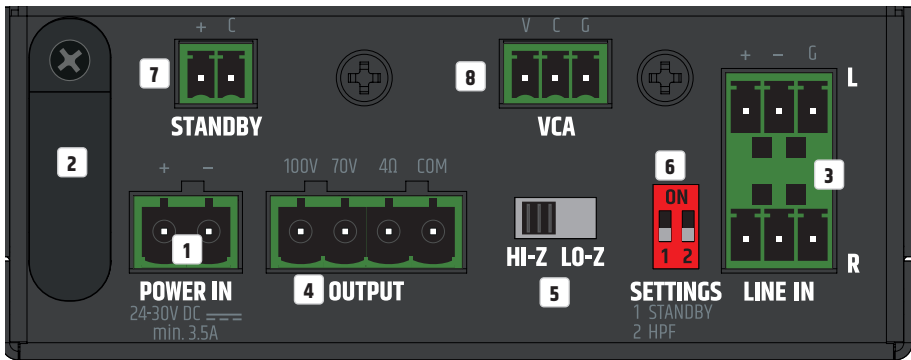 + C
7
STANDBY
V C G
8
VCA
+ − G
L
3
R
LINE IN
2
+ −
1
POWER IN
24-30V DC
min. 3.5A
100V 70V 4Ω COM
4 OUTPUT
HI-Z LO-Z
5
6
ON
1 2
SETTINGS
1 STANDBY
2 HPF